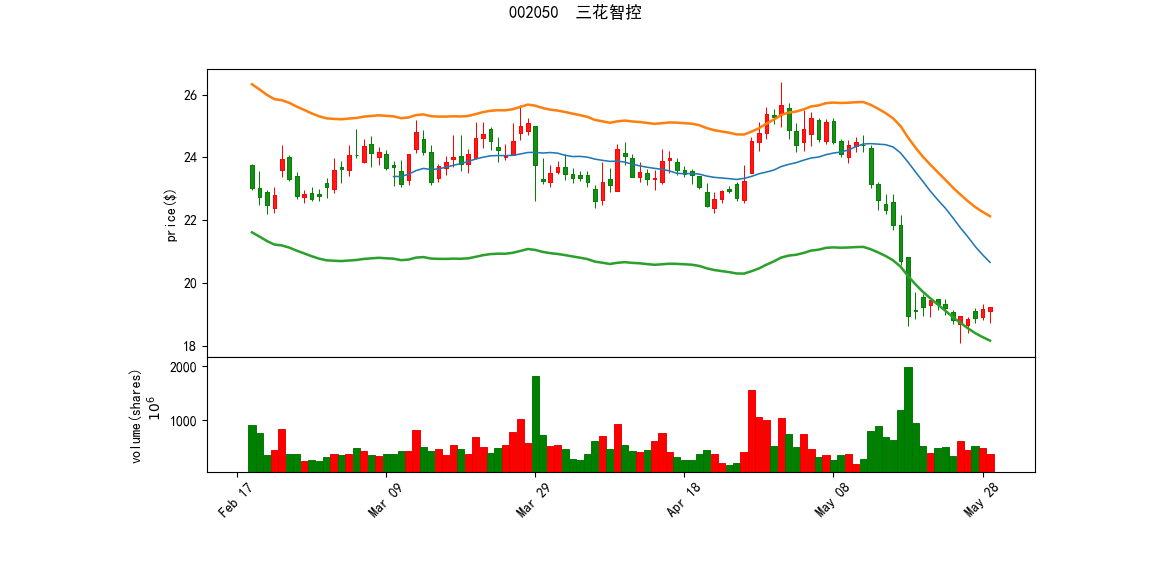 002050 三花智控
26
24
22
20
18
price($)
2000
1000
volume(shares)
10^6
Feb 17
Mar 09
Mar 29
Apr 18
May 08
May 28